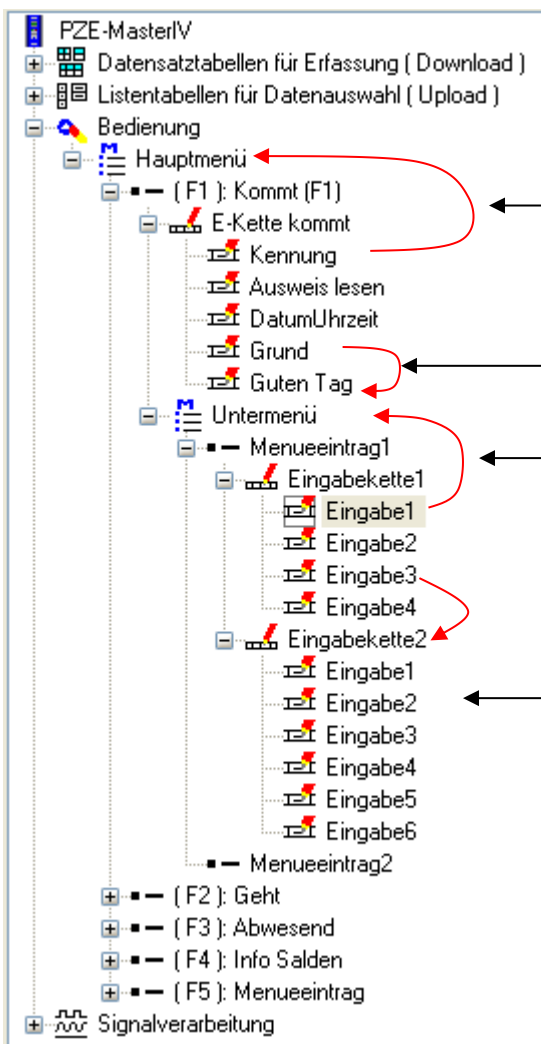 PZE-MasterIV
Datensatztabellen für Erfassung ( Download )
Listentabellen für Datenauswahl ( Upload )
Bedienung
Hauptmenü
( F1 ): Kommt (F1)
E-Kette kommt
Kennung
Ausweis lesen
DatumUhrzeit
Grund
Guten Tag
Untermenü
Menueeintrag1
Eingabekette1
Eingabe1
Eingabe2
Eingabe3
Eingabe4
Eingabekette2
Eingabe1
Eingabe2
Eingabe3
Eingabe4
Eingabe5
Eingabe6
Menueeintrag2
( F2 ): Geht
( F3 ): Abwesend
( F4 ): Info Salden
( F5 ): Menueeintrag
Signalverarbeitung